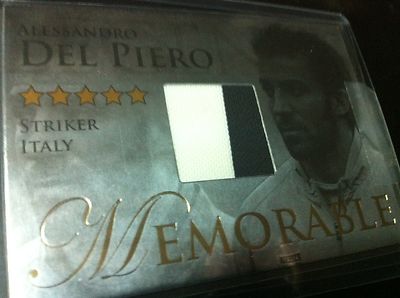 ALESSANDRO
DEL PIERO
STRIKER
ITALY
MEMORABLE